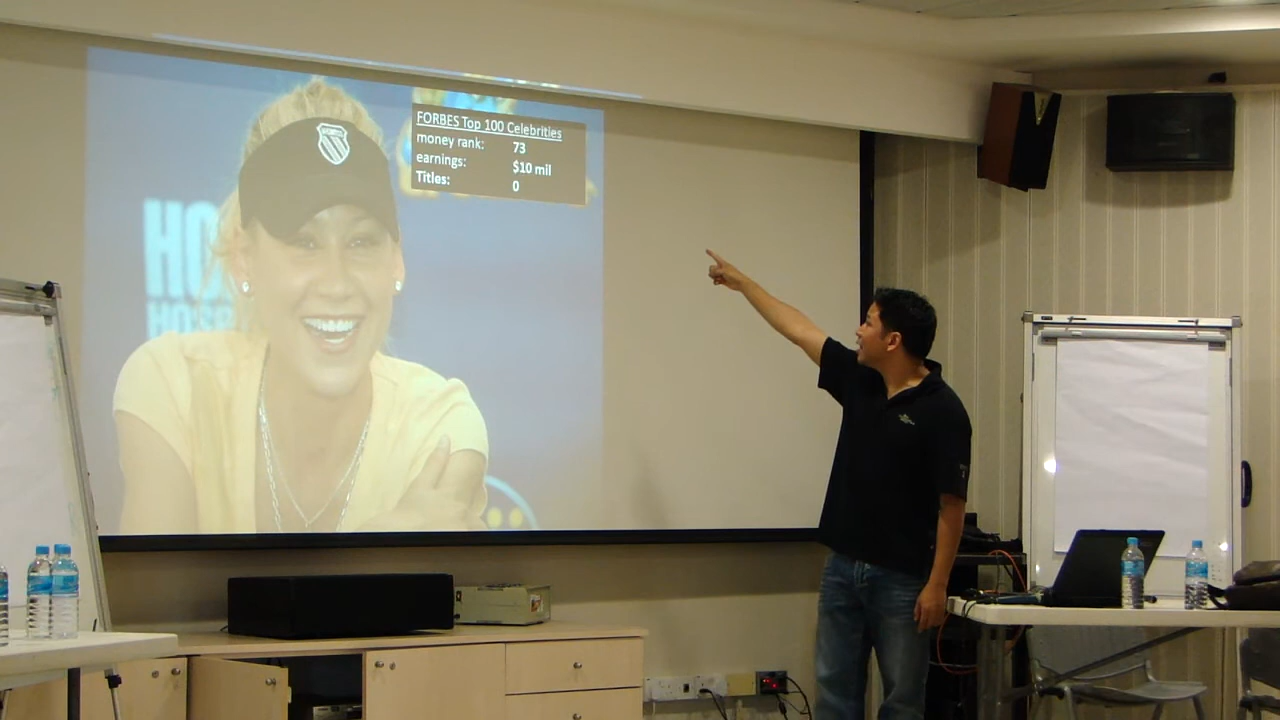 FORBES Top 100 Celebrities
money rank: 73
earnings: $10 mil
Titles: 0
HO
HOSP